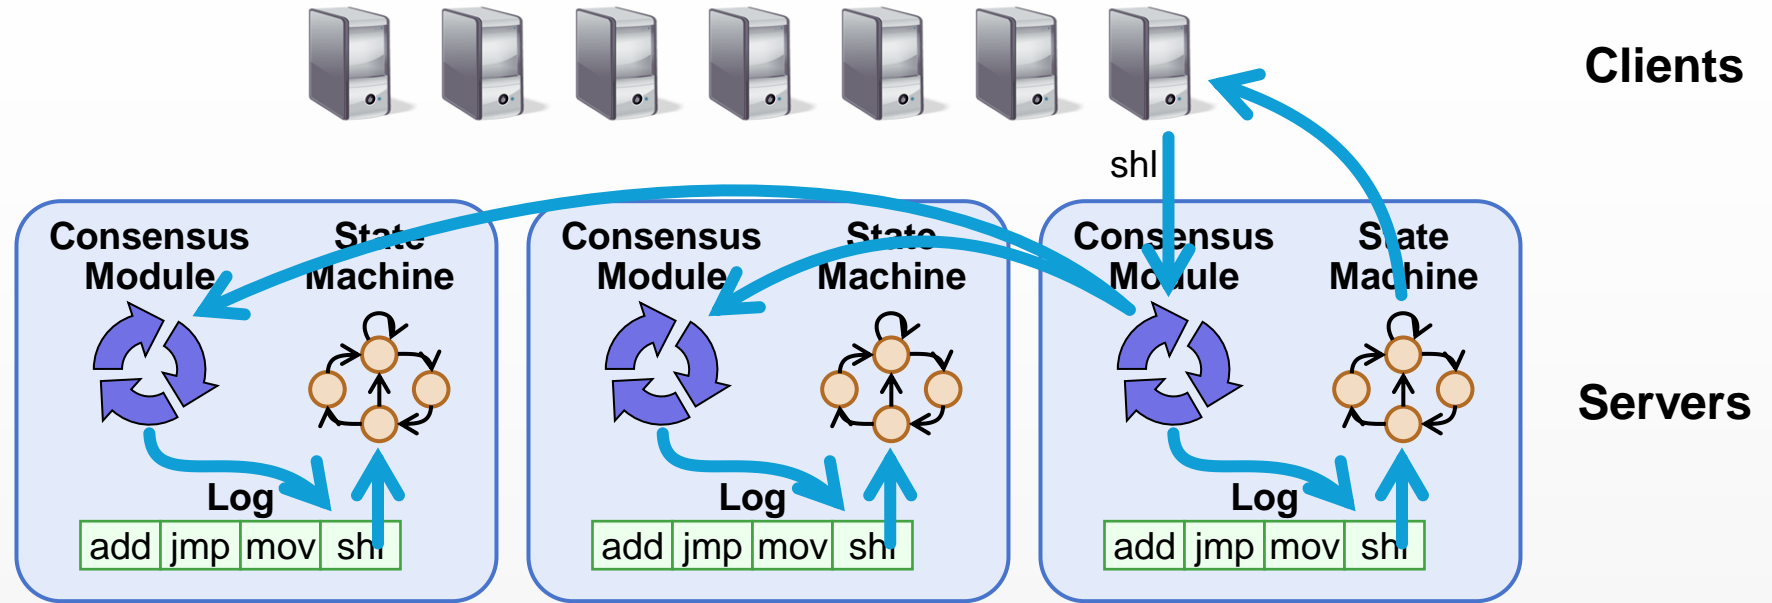 Clients
shl
Consensus Module
State Machine
Consensus Module
State Machine
Consensus Module
State Machine
Servers
Log
Log
Log
add jmp mov shl
add jmp mov shl
add jmp mov shl